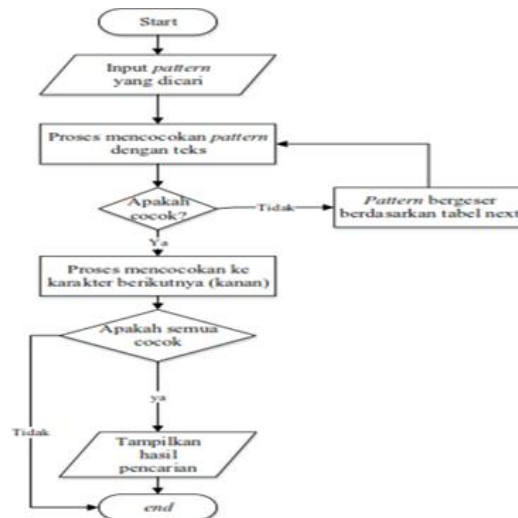 Start
Input pattern
yang dicari
Proses mencocokan pattern
dengan teks
Apakah
cocok?
Tidak
Pattern bergeser
berdasarkan tabel next
Ya
Proses mencocokan ke
karakter berikutnya (kanan)
Apakah semua
cocok
ya
Tidak
Tampilkan
hasil
pencarian
end